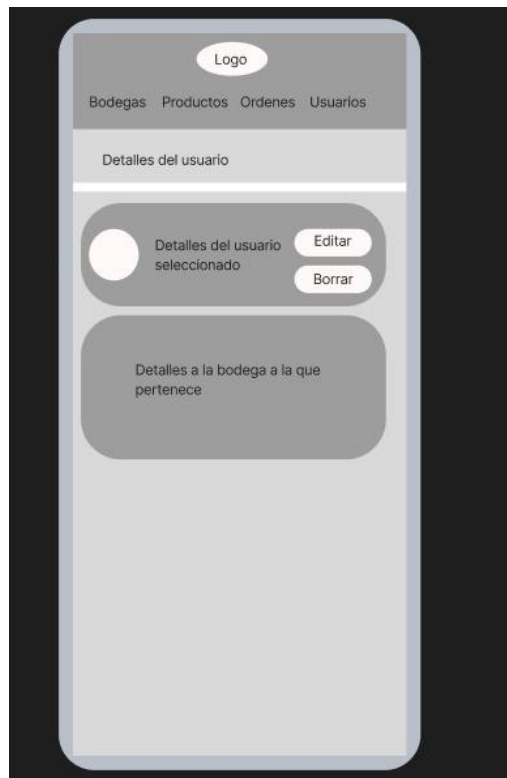 Logo
Bodegas Productos Ordenes Usuarios
Detalles del usuario
Detalles del usuario
seleccionado
Editar
Borrar
Detalles a la bodega a la que
pertenece